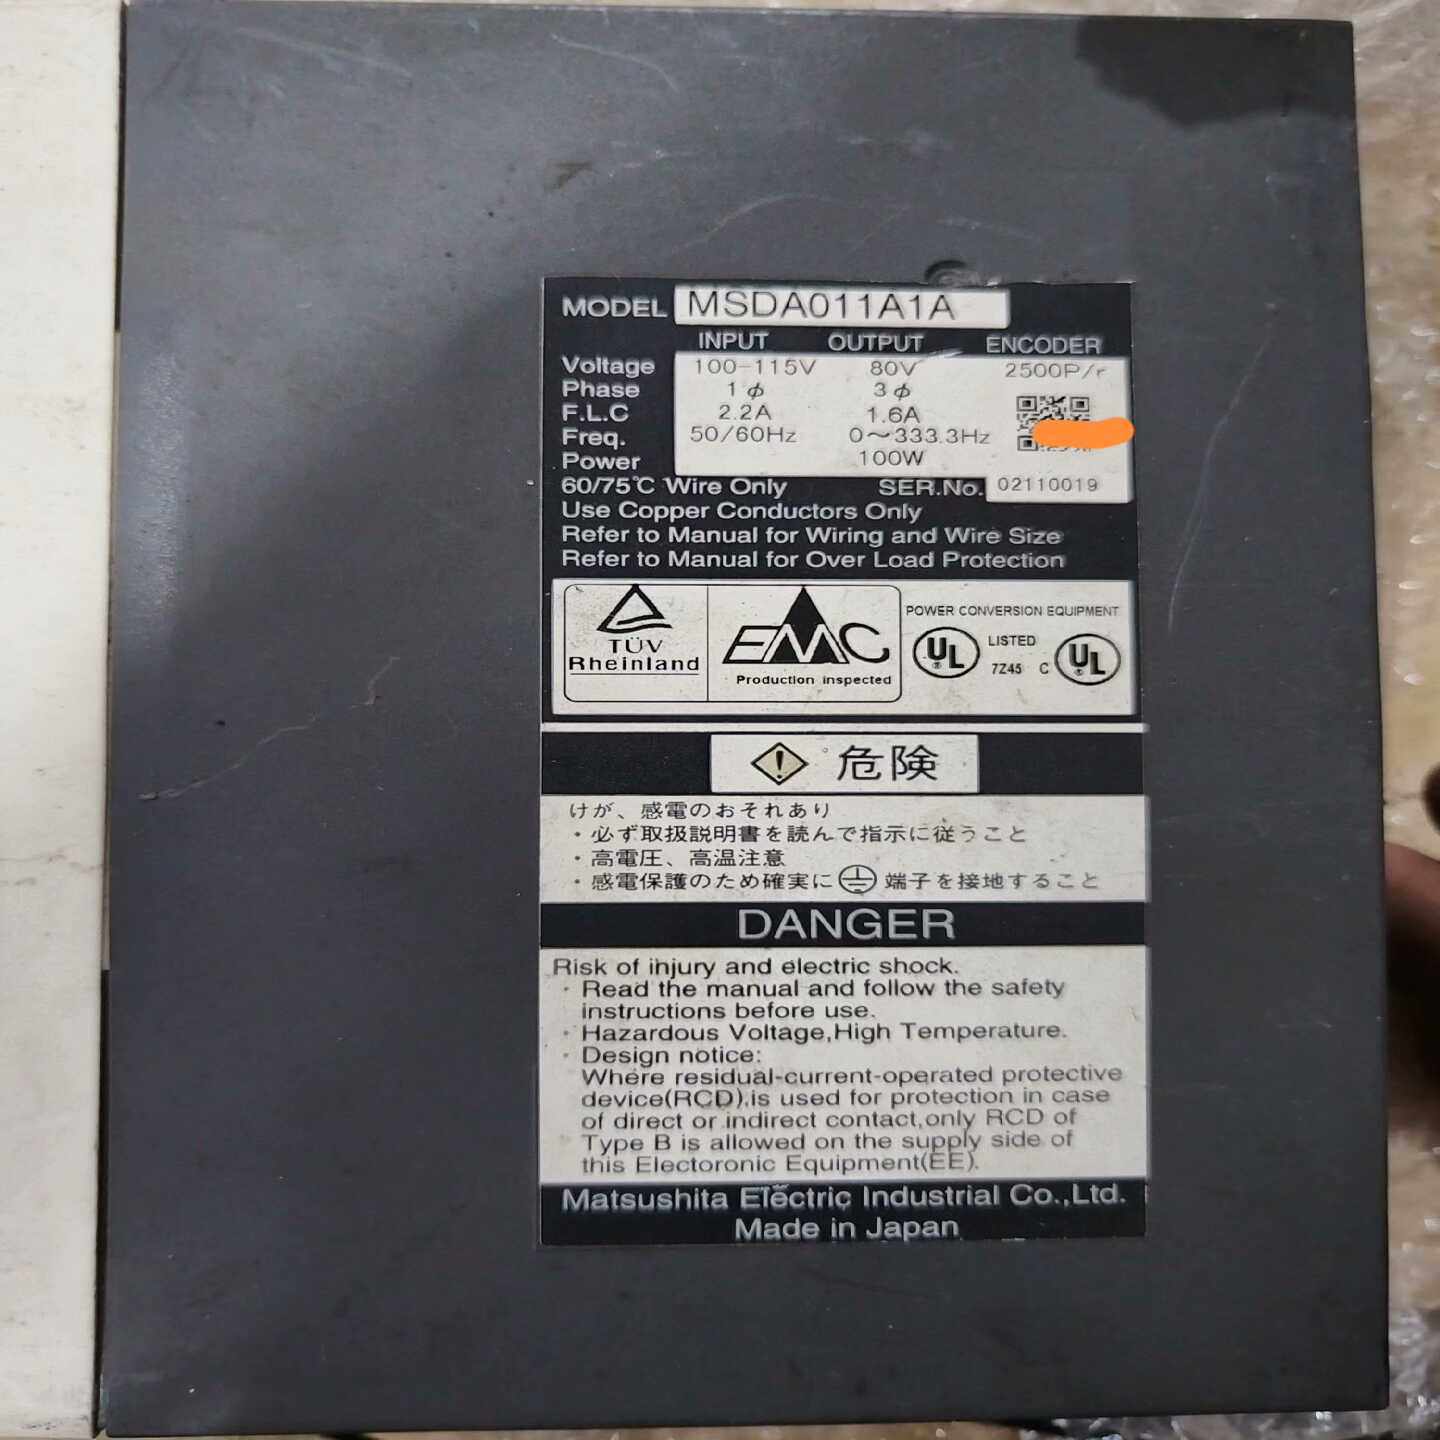 MODEL MSDA011A1A
INPUT OUTPUT ENCODER
Voltage 100-115V 80V 2500P/r
Phase 1ϕ 3ϕ
F.L.C 2.2A 1.6A
Freq. 50/60Hz 0～333.3Hz
Power 100W
60/75℃ Wire Only SER.No. 02110019
Use Copper Conductors Only
Refer to Manual for Wiring and Wire Size
Refer to Manual for Over Load Protection
TÜV
Rheinland
EMC
Production inspected
POWER CONVERSION EQUIPMENT
UL ® LISTED 7Z45 C UL ®
危険
けが、感電のおそれあり
・必ず取扱説明書を読んで指示に従うこと
・高電圧、高温注意
・感電保護のため確実に端子を接地すること
DANGER
Risk of injury and electric shock.
・Read the manual and follow the safety
instructions before use.
・Hazardous Voltage,High Temperature.
・Design notice:
Where residual-current-operated protective
device(RCD),is used for protection in case
of direct or indirect contact,only RCD of
Type B is allowed on the supply side of
this Electoronic Equipment(EE).
Matsushita Electric Industrial Co.,Ltd.
Made in Japan